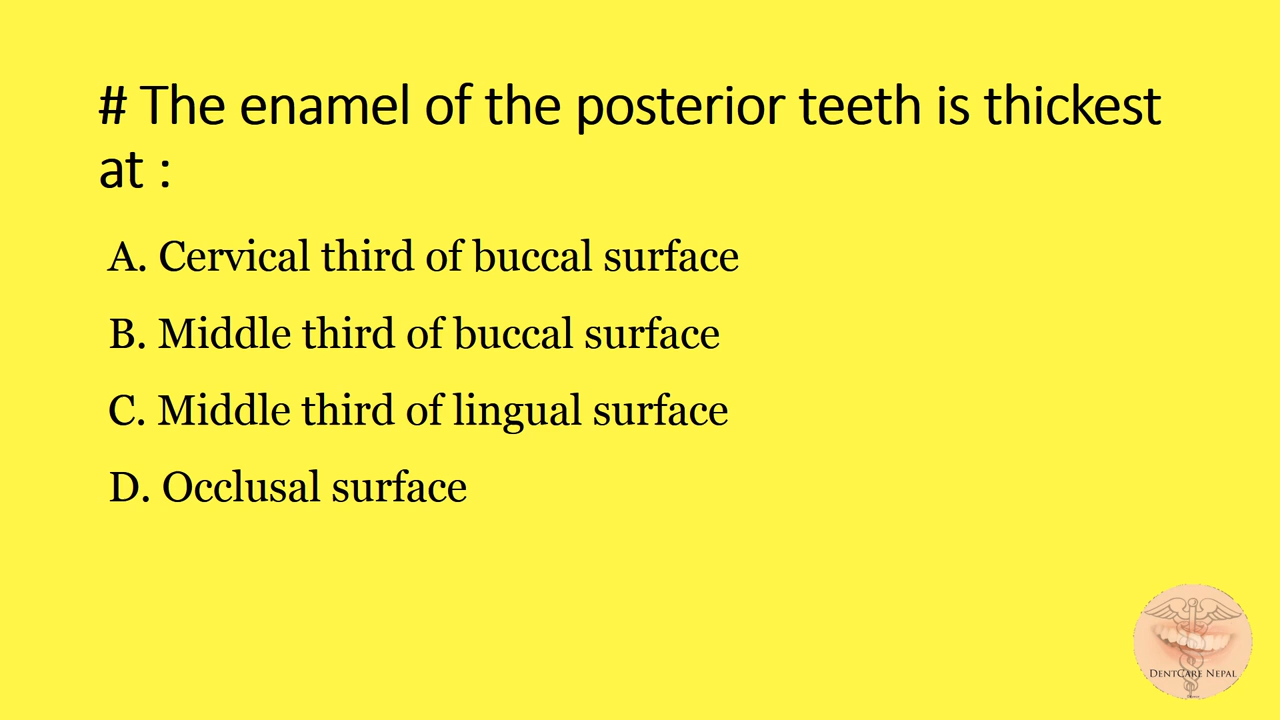 # The enamel of the posterior teeth is thickest
at :
A. Cervical third of buccal surface
B. Middle third of buccal surface
C. Middle third of lingual surface
D. Occlusal surface
DENTCARE NEPAL